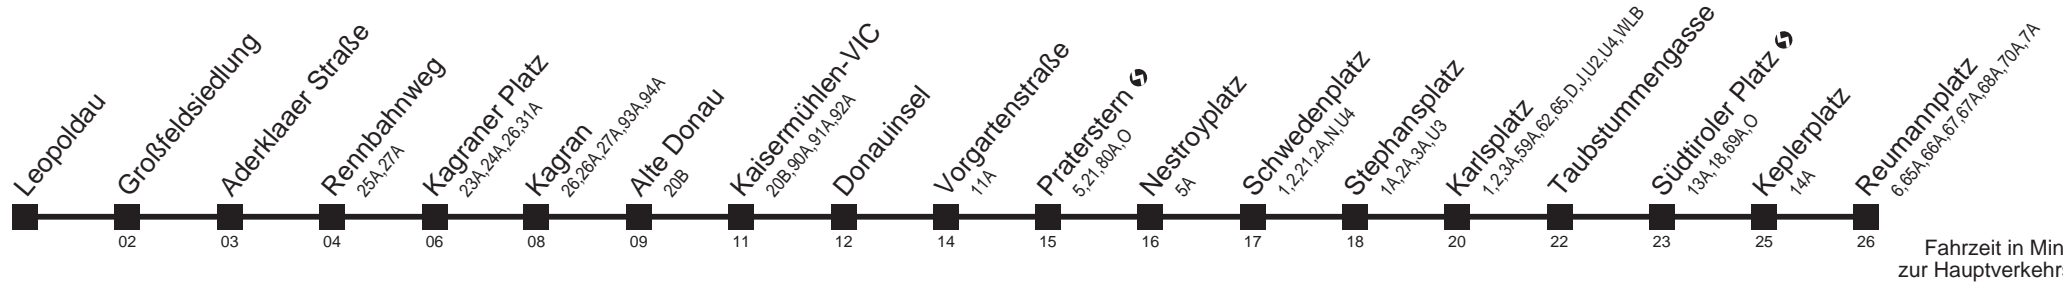 Leopoldau
Großfeldsiedlung
Aderklaaer Straße
Rennbahnweg
25A,27A
Kagraner Platz
23A,24A,26,31A
Kagran
26,26A,27A,93A,94A
Alte Donau
20B
Kaisermühlen-VIC
20B,90A,91A,92A
Donauinsel
Vorgartenstraße
11A
Praterstern
5,21,80A,O
Nestroyplatz
5A
Schwedenplatz
1,2,21,2A,N,U4
Stephansplatz
1A,2A,3A,U3
Karlsplatz
1,2,3A,59A,62,65,D,J,U2,U4,WLB
Taubstummengasse
Südtiroler Platz
13A,18,69A,O
Keplerplatz
14A
Reumannplatz
6,65A,66A,67,67A,68A,70A,7A
02 03 04 06 08 09 11 12 14 15 16 17 18 20 22 23 25 26
Fahrzeit in Min
zur Hauptverkehrs